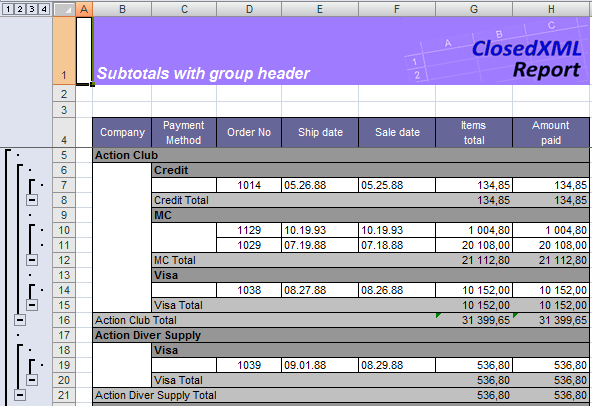 1 2 3 4 A B C D E F G H
1 Subtotals with group header A B C 1 2 ClosedXML Report
2
3
4 Company Payment Method Order No Ship date Sale date Items total Amount paid
5 Action Club
6 Credit
7 1014 05.26.88 05.25.88 134,85 134,85
8 Credit Total 134,85 134,85
9 MC
10 1129 10.19.93 10.19.93 1 004,80 1 004,80
11 1029 07.19.88 07.18.88 20 108,00 20 108,00
12 MC Total 21 112,80 21 112,80
13 Visa
14 1038 08.27.88 08.26.88 10 152,00 10 152,00
15 Visa Total 10 152,00 10 152,00
16 Action Club Total 31 399,65 31 399,65
17 Action Diver Supply
18 Visa
19 1039 09.01.88 08.29.88 536,80 536,80
20 Visa Total 536,80 536,80
21 Action Diver Supply Total 536,80 536,80